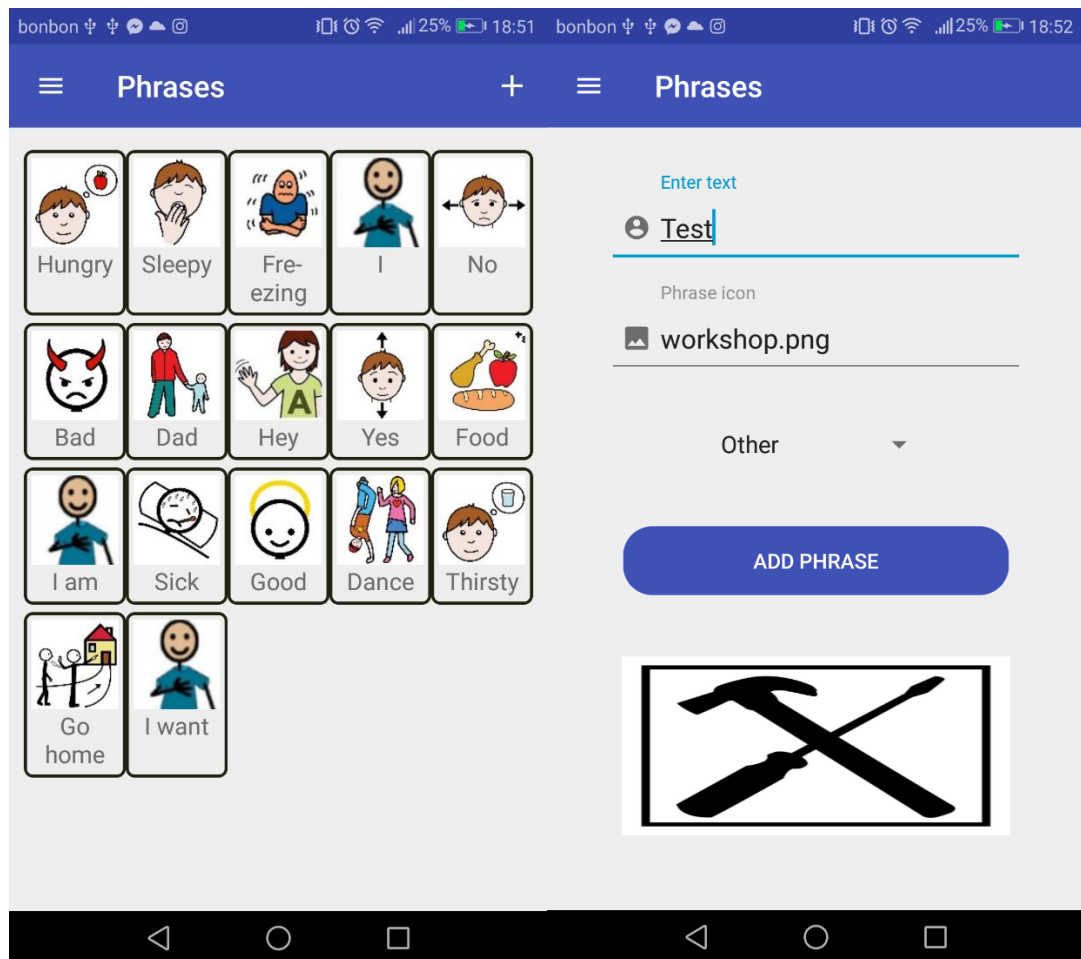 bonbon 25% 18:51
Phrases +
Hungry
Sleepy
Fre-
ezing
I
No
Bad
Dad
A
Hey
Yes
Food
I am
Sick
Good
Dance
Thirsty
Go
home
I want
bonbon 25% 18:52
Phrases
Enter text
Test
Phrase icon
workshop.png
Other
ADD PHRASE